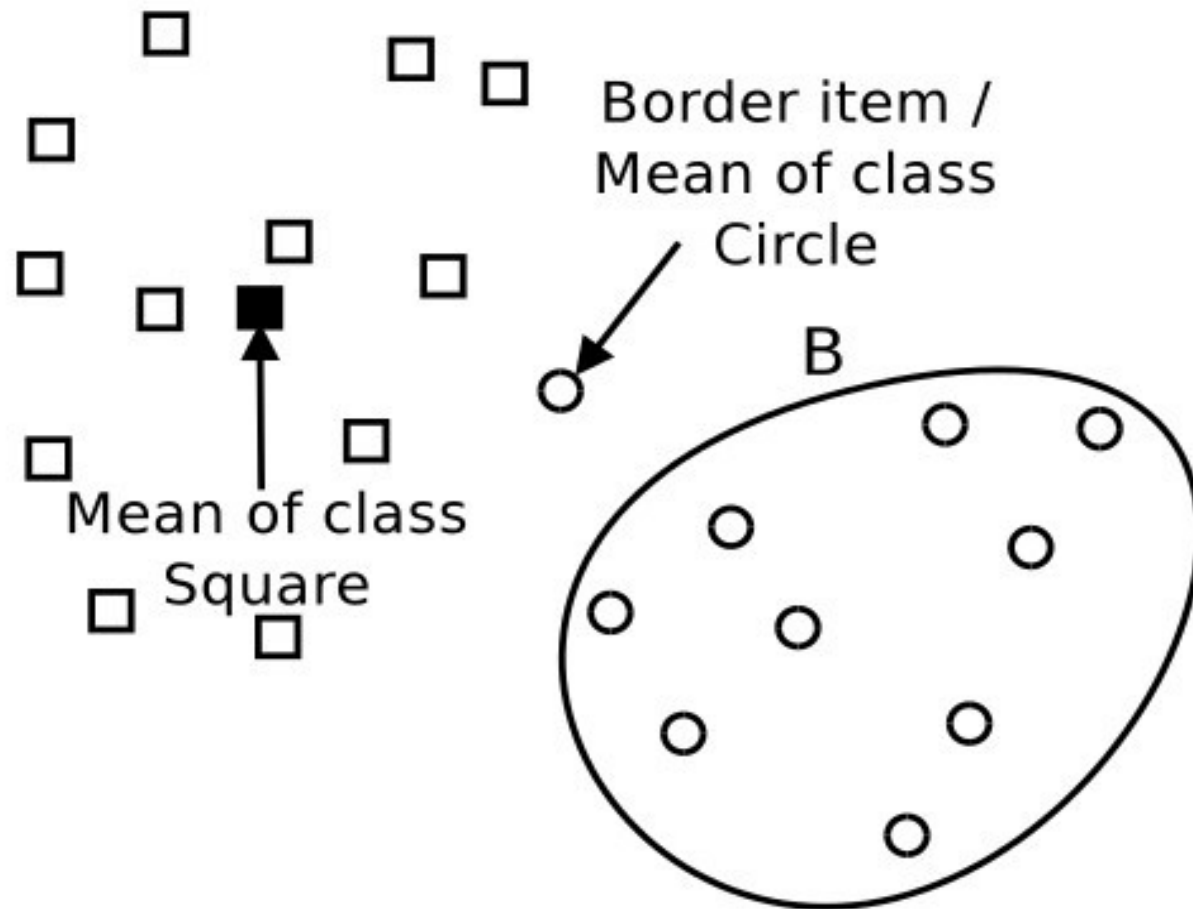 Border item /
Mean of class
Circle
B
Mean of class
Square